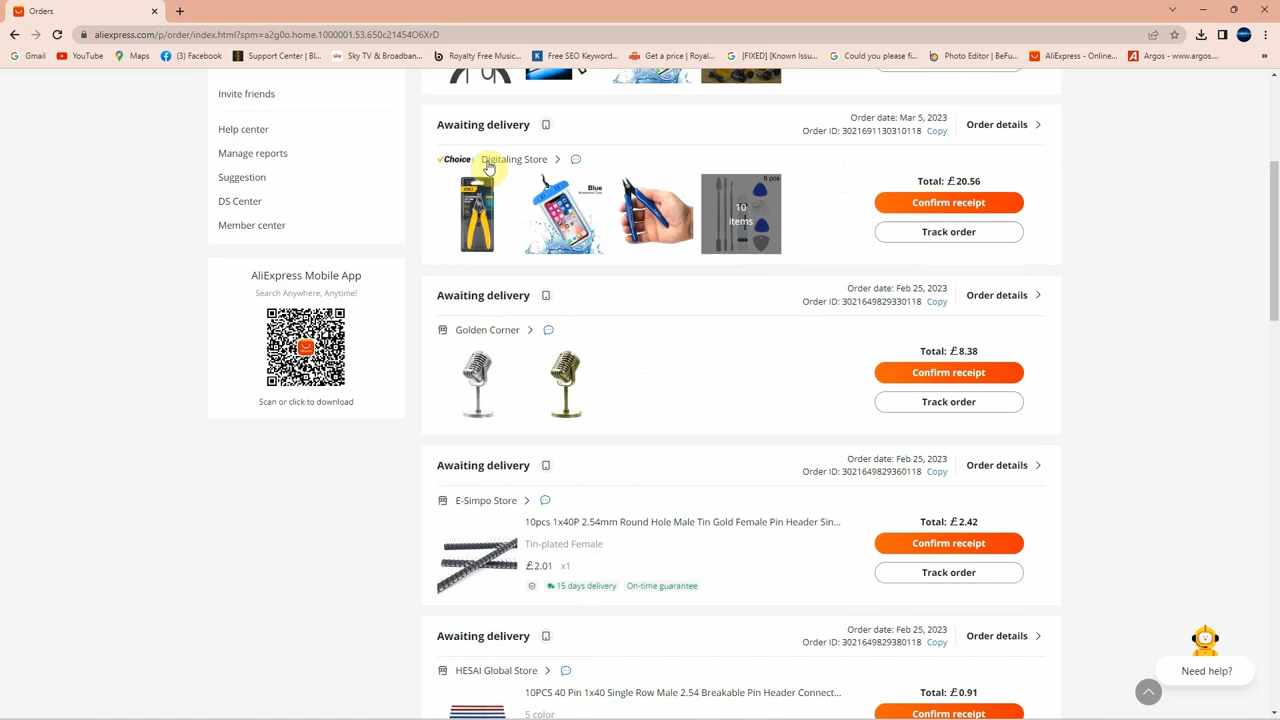 Orders
aliexpress.com/p/order/index.html?spm=a2g0o.home.1000001.53.650c21454O6XrD
Gmail YouTube Maps (3) Facebook Support Center | Bl... Sky TV & Broadban... Royalty Free Music... Free SEO Keyword... Get a price | Royal... [FIXED] [Known Issu... Could you please fi... Photo Editor | BeFu... AliExpress - Online... Argos - www.argos....
Invite friends
Help center
Manage reports
Suggestion
DS Center
Member center
AliExpress Mobile App
Search Anywhere, Anytime!
Scan or click to download
Awaiting delivery
Order date: Mar 5, 2023
Order ID: 3021691130310118 Copy
Order details
Choice Digitaling Store
Blue
8 pcs
10
items
Total: £20.56
Confirm receipt
Track order
Awaiting delivery
Order date: Feb 25, 2023
Order ID: 3021649829330118 Copy
Order details
Golden Corner
Total: £8.38
Confirm receipt
Track order
Awaiting delivery
Order date: Feb 25, 2023
Order ID: 3021649829360118 Copy
Order details
E-Simpo Store
10pcs 1x40P 2.54mm Round Hole Male Tin Gold Female Pin Header Sin...
Tin-plated Female
£2.01 x1
15 days delivery On-time guarantee
Total: £2.42
Confirm receipt
Track order
Awaiting delivery
Order date: Feb 25, 2023
Order ID: 3021649829380118 Copy
Order details
HESAI Global Store
10PCS 40 Pin 1x40 Single Row Male 2.54 Breakable Pin Header Connect...
5 color
Total: £0.91
Confirm receipt
Need help?